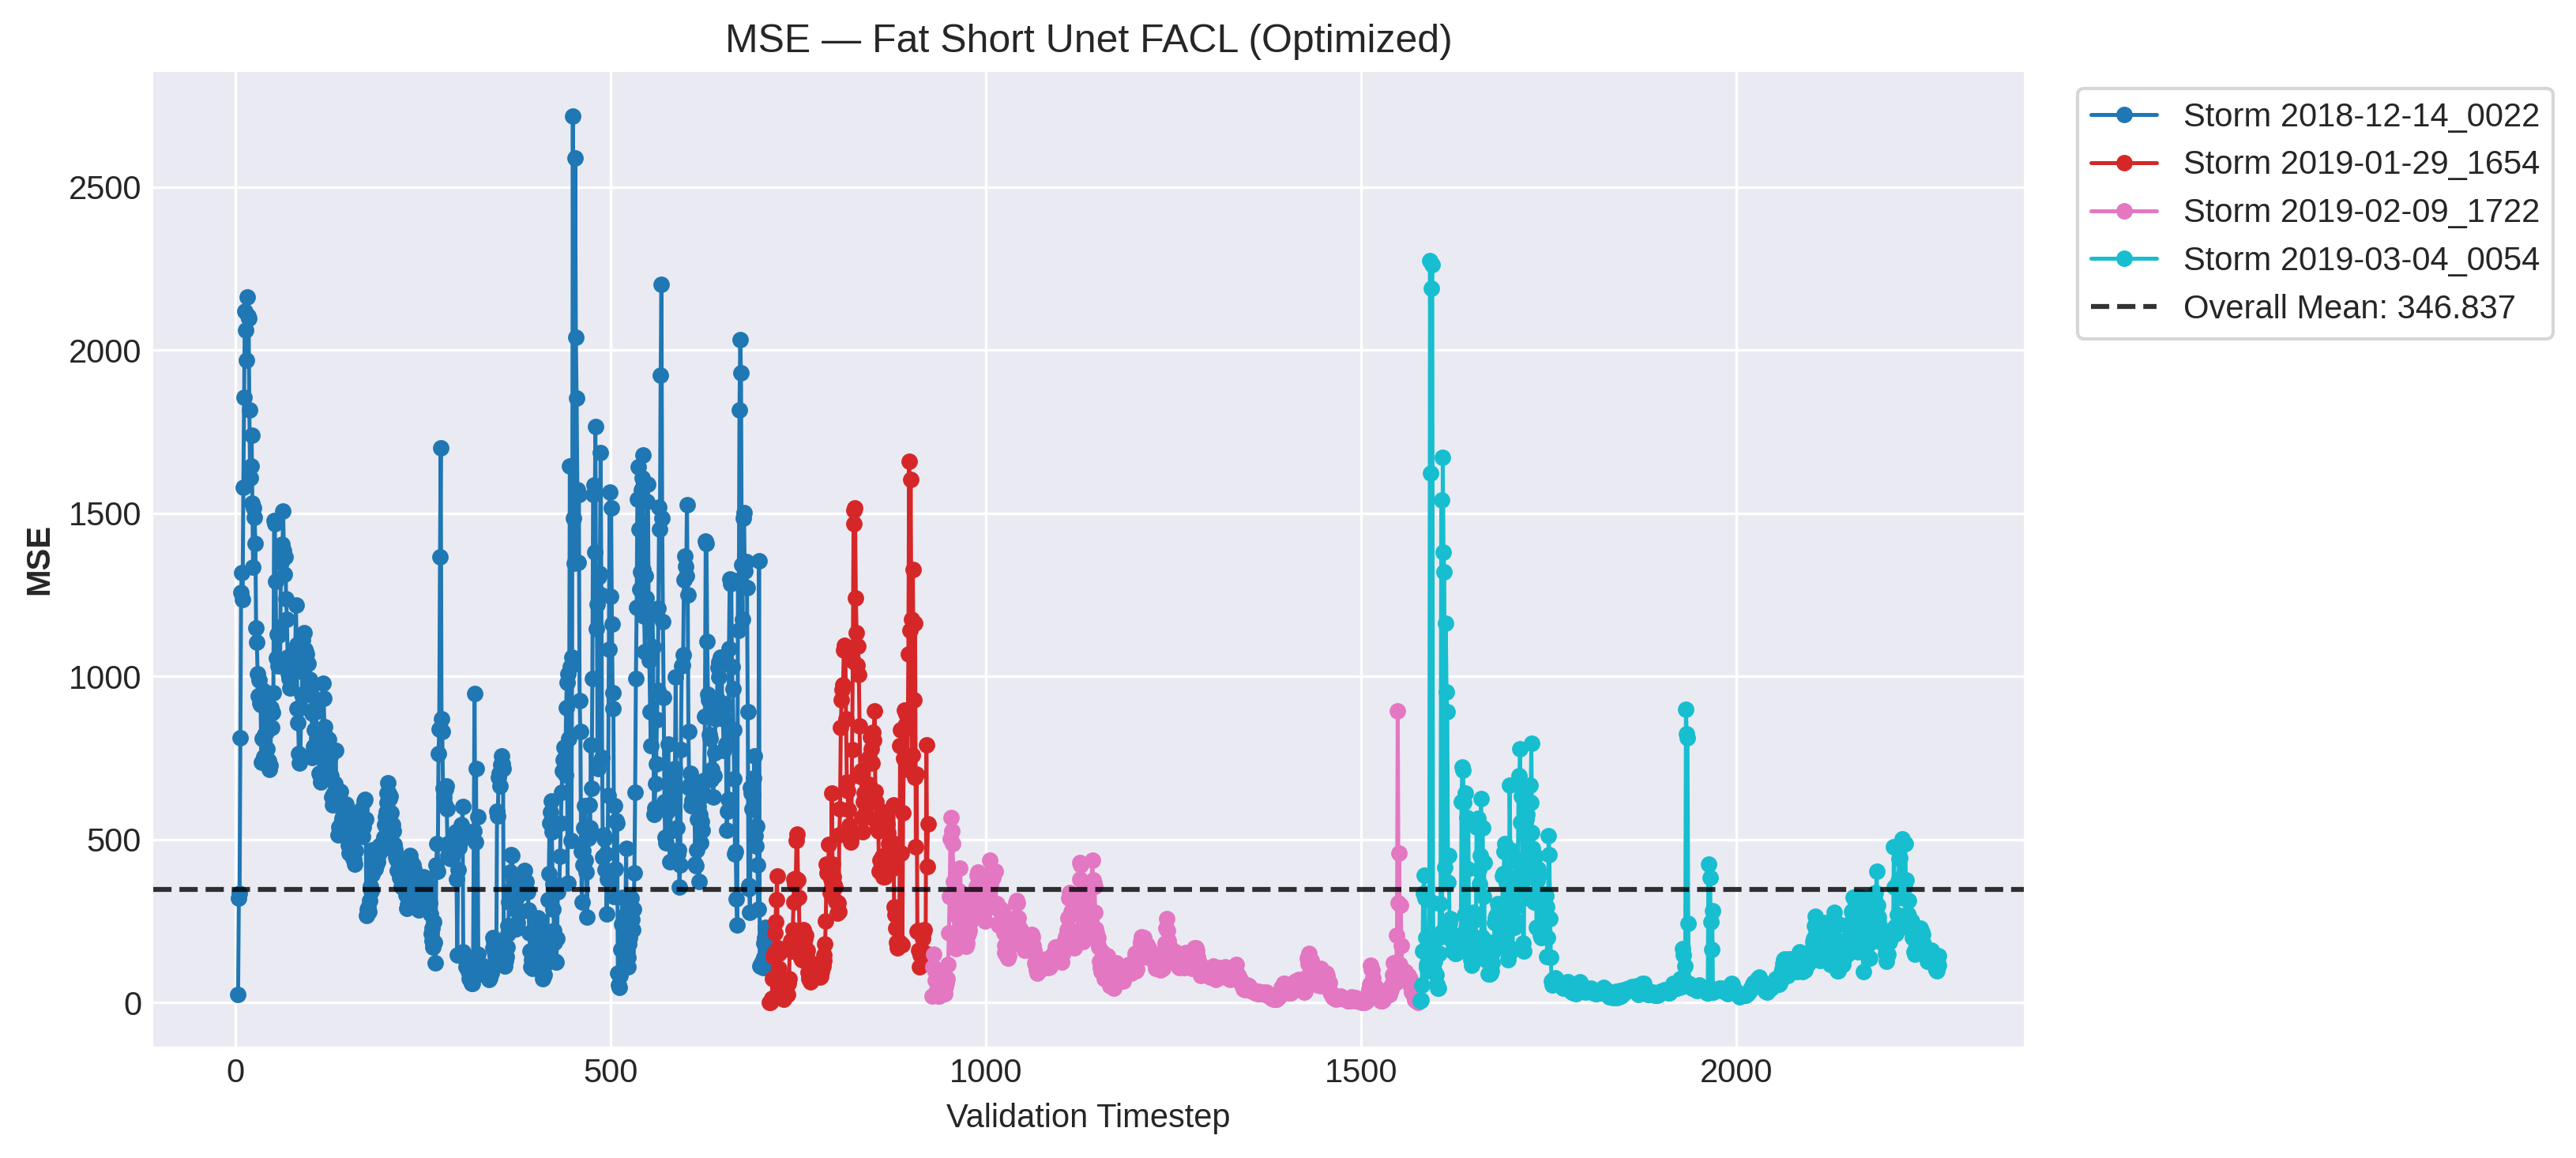 MSE — Fat Short Unet FACL (Optimized)
Storm 2018-12-14_0022
Storm 2019-01-29_1654
Storm 2019-02-09_1722
Storm 2019-03-04_0054
Overall Mean: 346.837
MSE
2500
2000
1500
1000
500
0
0 500 1000 1500 2000
Validation Timestep